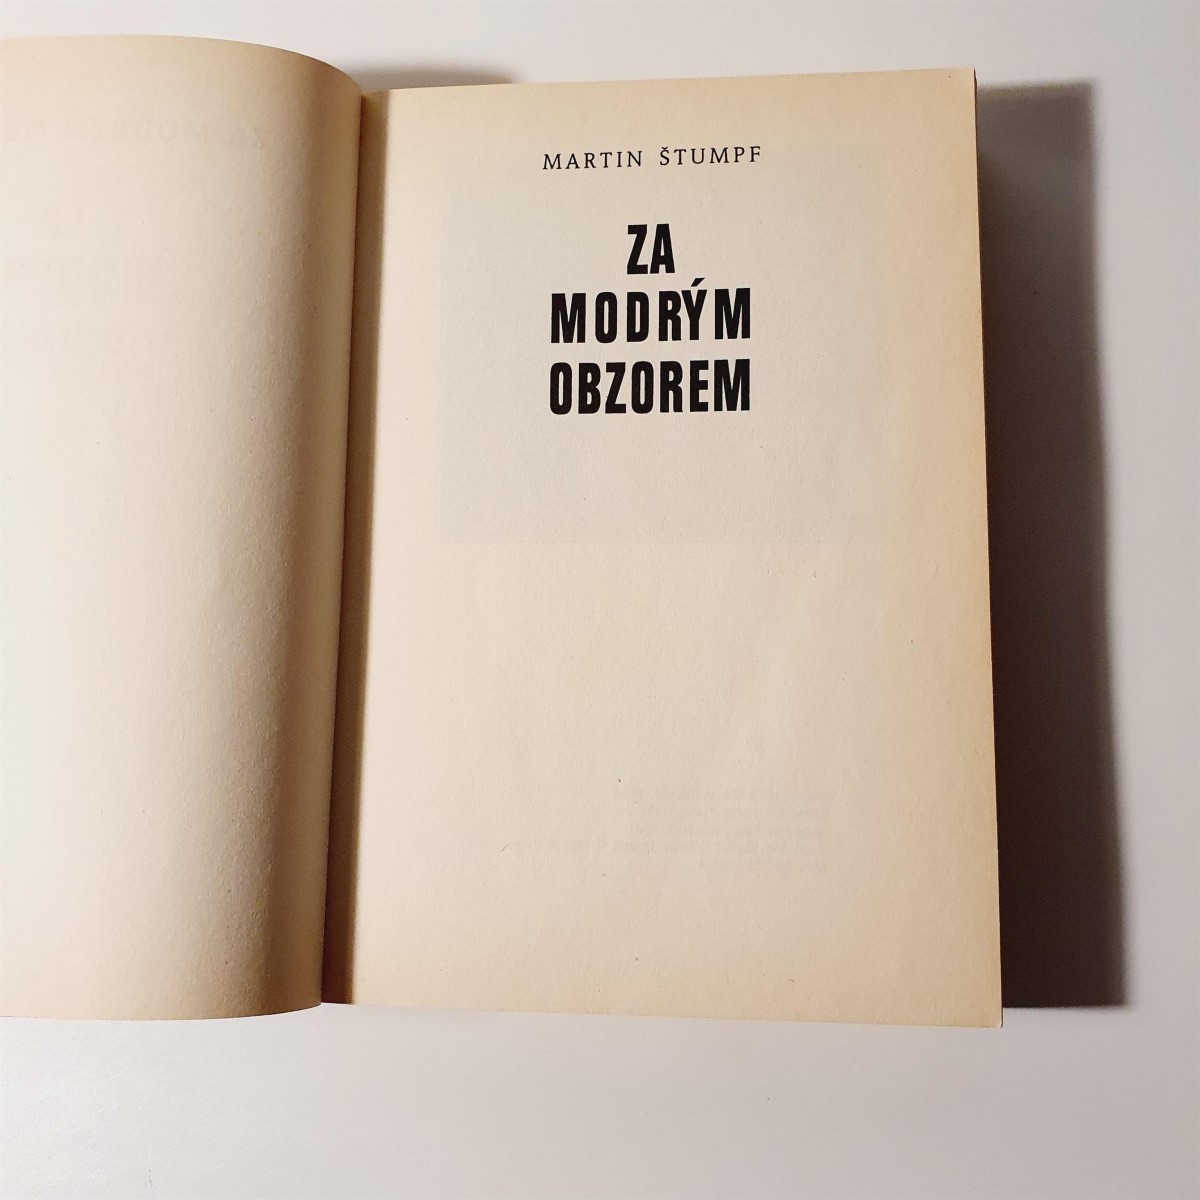 MARTIN ŠTUMPF
ZA
MODRÝM
OBZOREM